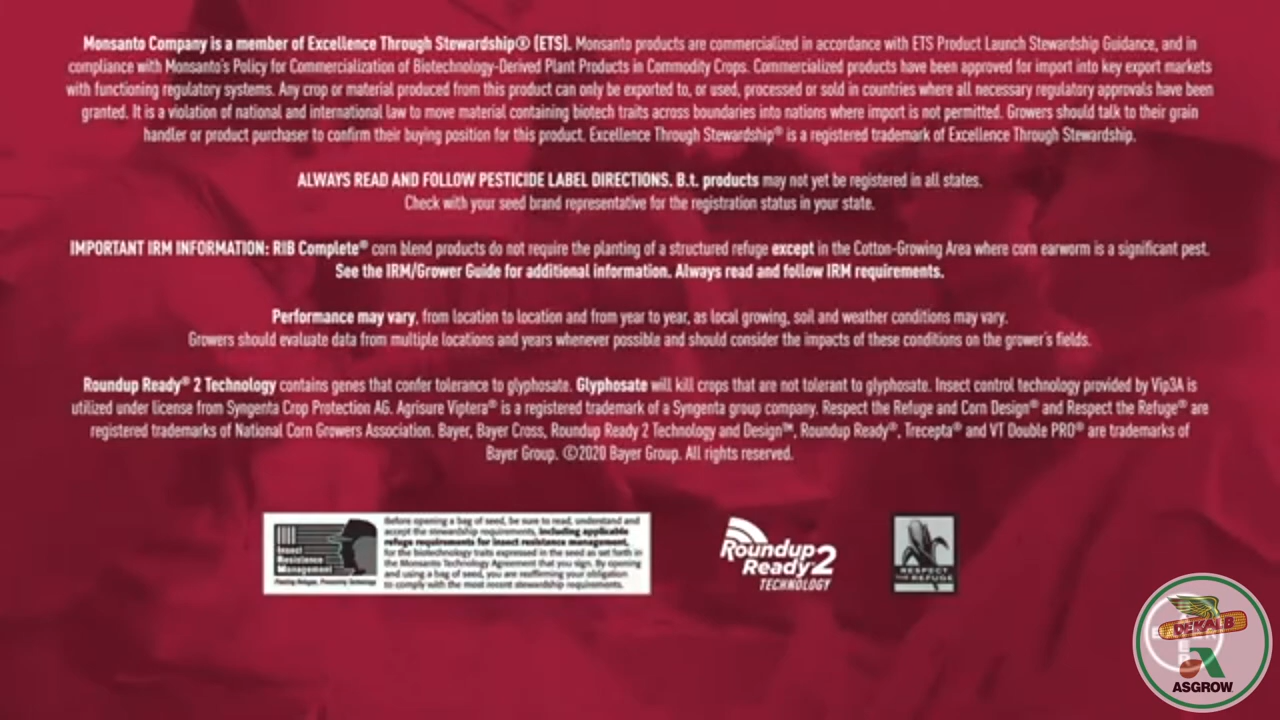 Monsanto Company is a member of Excellence Through Stewardship® (ETS). Monsanto products are commercialized in accordance with ETS Product Launch Stewardship Guidance, and in
compliance with Monsanto's Policy for Commercialization of Biotechnology-Derived Plant Products in Commodity Crops. Commercialized products have been approved for import into key export markets
with functioning regulatory systems. Any crop or material produced from this product can only be exported to, or used, processed or sold in countries where all necessary regulatory approvals have been
granted. It is a violation of national and international law to move material containing biotech traits across boundaries into nations where import is not permitted. Growers should talk to their grain
handler or product purchaser to confirm their buying position for this product. Excellence Through Stewardship® is a registered trademark of Excellence Through Stewardship.
ALWAYS READ AND FOLLOW PESTICIDE LABEL DIRECTIONS. B.t. products may not yet be registered in all states.
Check with your seed brand representative for the registration status in your state.
IMPORTANT IRM INFORMATION: RIB Complete® corn blend products do not require the planting of a structured refuge except in the Cotton-Growing Area where corn earworm is a significant pest.
See the IRM/Grower Guide for additional information. Always read and follow IRM requirements.
Performance may vary, from location to location and from year to year, as local growing, soil and weather conditions may vary.
Growers should evaluate data from multiple locations and years whenever possible and should consider the impacts of these conditions on the grower's fields.
Roundup Ready® 2 Technology contains genes that confer tolerance to glyphosate. Glyphosate will kill crops that are not tolerant to glyphosate. Insect control technology provided by Vip3A is
utilized under license from Syngenta Crop Protection AG. Agrisure Viptera® is a registered trademark of a Syngenta group company. Respect the Refuge and Corn Design® and Respect the Refuge® are
registered trademarks of National Corn Growers Association. Bayer, Bayer Cross, Roundup Ready 2 Technology and Design™, Roundup Ready®, Trecepta® and VT Double PRO® are trademarks of
Bayer Group. ©2020 Bayer Group. All rights reserved.
Insect
Resistance
Management
Before opening a bag of seed, be sure to read, understand and
accept the stewardship requirements, including applicable
refuge requirements for insect resistance management,
for the biotechnology traits expressed in the seed as set forth in
the Monsanto Technology Agreement that you sign. By opening
and using a bag of seed, you are reaffirming your obligation
to comply with the most recent stewardship requirements.
Roundup
Ready 2
TECHNOLOGY
RESPECT
THE REFUGE
DEKALB
ASGROW